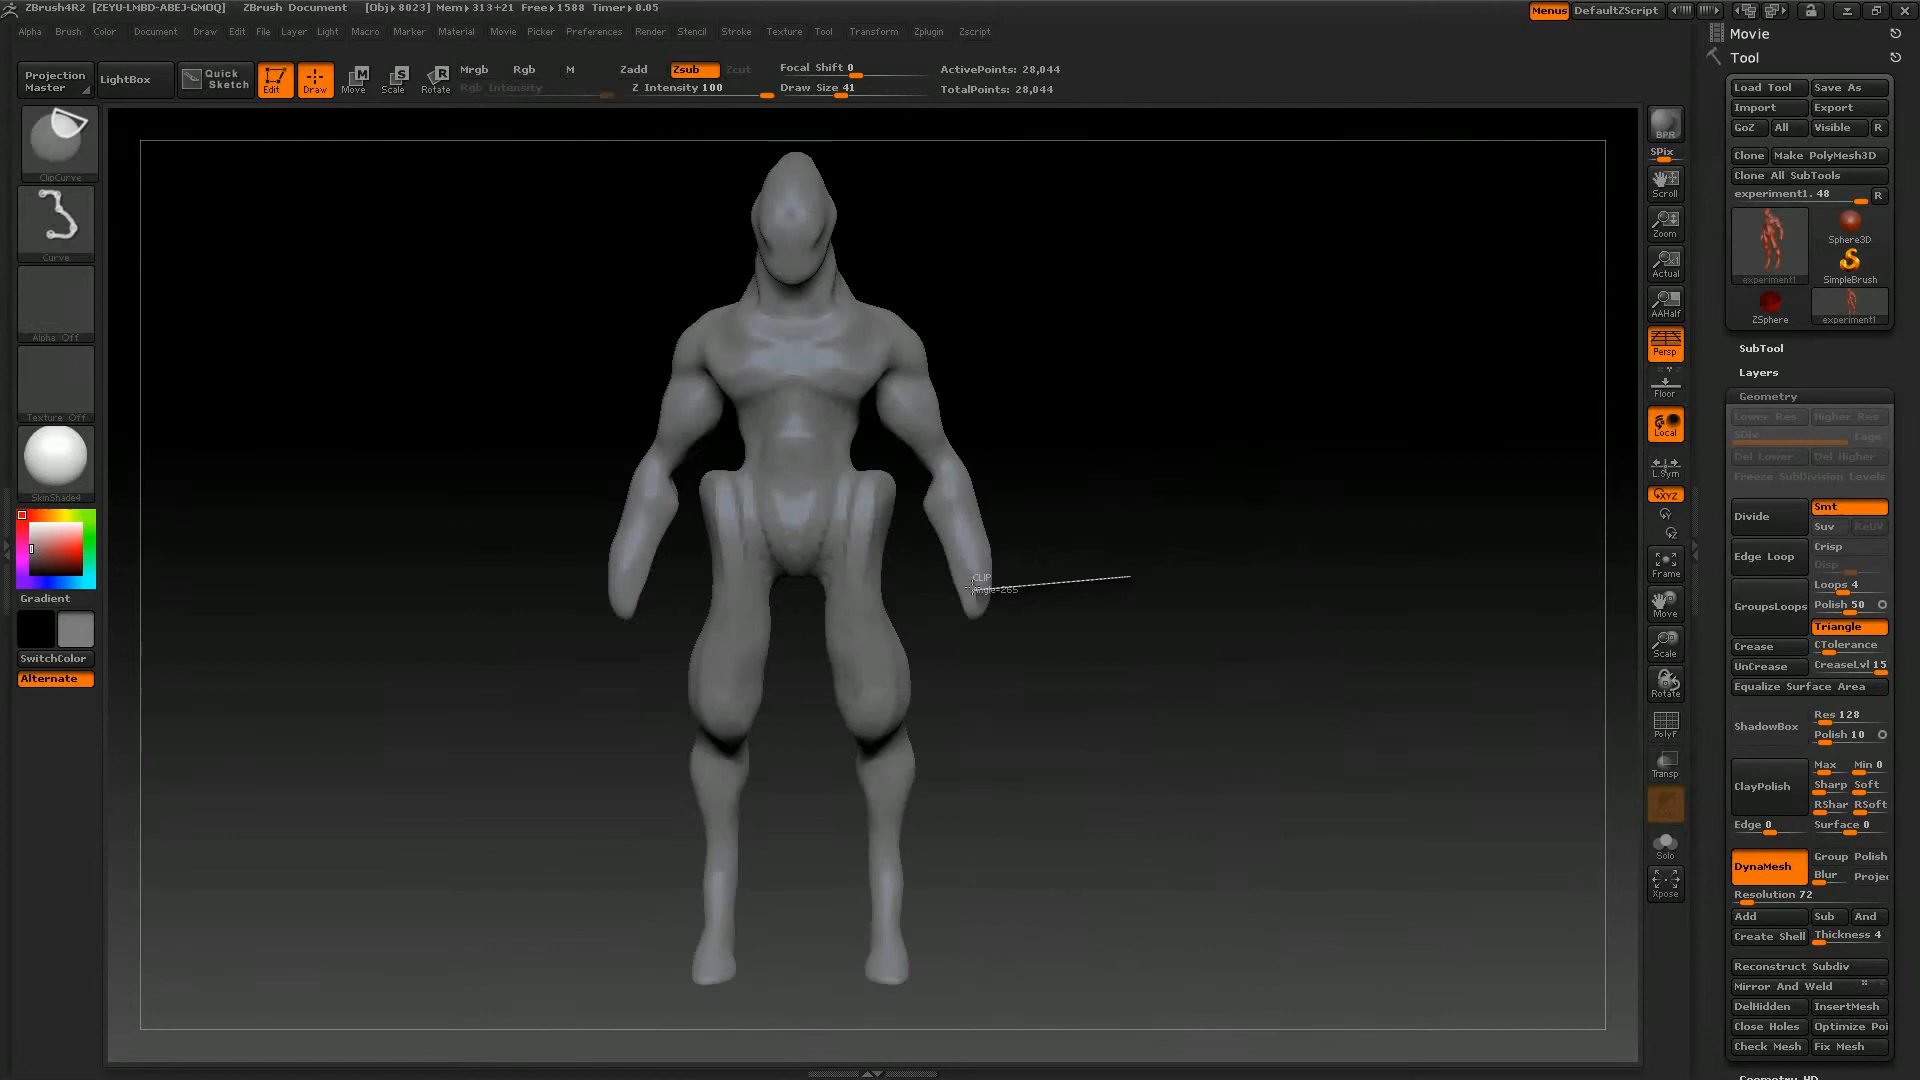 ZBrush4R2 [ZEYU-LMBD-ABEJ-GMOQ] ZBrush Document [Obj▸ 8023] Mem▸313+21 Free▸1588 Timer▸0.05 Menus DefaultZScript
Alpha Brush Color Document Draw Edit File Layer Light Macro Marker Material Movie Picker Preferences Render Stencil Stroke Texture Tool Transform Zplugin Zscript
Projection Master
LightBox
Quick Sketch
Edit
Draw
Move
Scale
Rotate
Mrgb Rgb M
Rgb Intensity
Zadd Zsub Zcut
Z Intensity 100
Focal Shift 0
Draw Size 41
ActivePoints: 28,044
TotalPoints: 28,044
ClipCurve
Curve
Alpha Off
Texture Off
SkinShade4
Gradient
SwitchColor
Alternate
CLIP
ngle=265
BPR
SPix
Scroll
Zoom
Actual
AAHalf
Persp
Floor
Local
L.Sym
XYZ
Frame
Move
Scale
Rotate
PolyF
Transp
Solo
Xpose
Movie
Tool
Load Tool Save As
Import Export
GoZ All Visible R
Clone Make PolyMesh3D
Clone All SubTools
experiment1. 48 R
experiment1
Sphere3D
SimpleBrush
ZSphere
experiment1
SubTool
Layers
Geometry
Lower Res Higher Res
SDiv Cage
Del Lower Del Higher
Freeze SubDivision Levels
Divide Smt
Suv ReUV
Edge Loop Crisp
Disp
Loops 4
GroupsLoops Polish 50
Triangle
Crease CTolerance
UnCrease CreaseLvl 15
Equalize Surface Area
ShadowBox Res 128
Polish 10
ClayPolish Max Min 0
Sharp Soft
RShar RSoft
Edge 0 Surface 0
DynaMesh Group Polish
Blur Projec
Resolution 72
Add Sub And
Create Shell Thickness 4
Reconstruct Subdiv
Mirror And Weld
DelHidden InsertMesh
Close Holes Optimize Poi
Check Mesh Fix Mesh